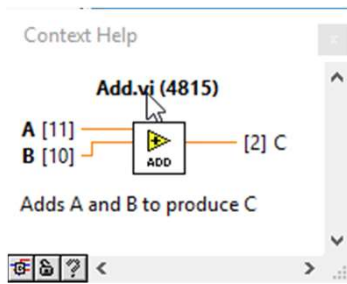 Context Help
Add.vi (4815)
A [11]
B [10]
[2] C
ADD
Adds A and B to produce C
?